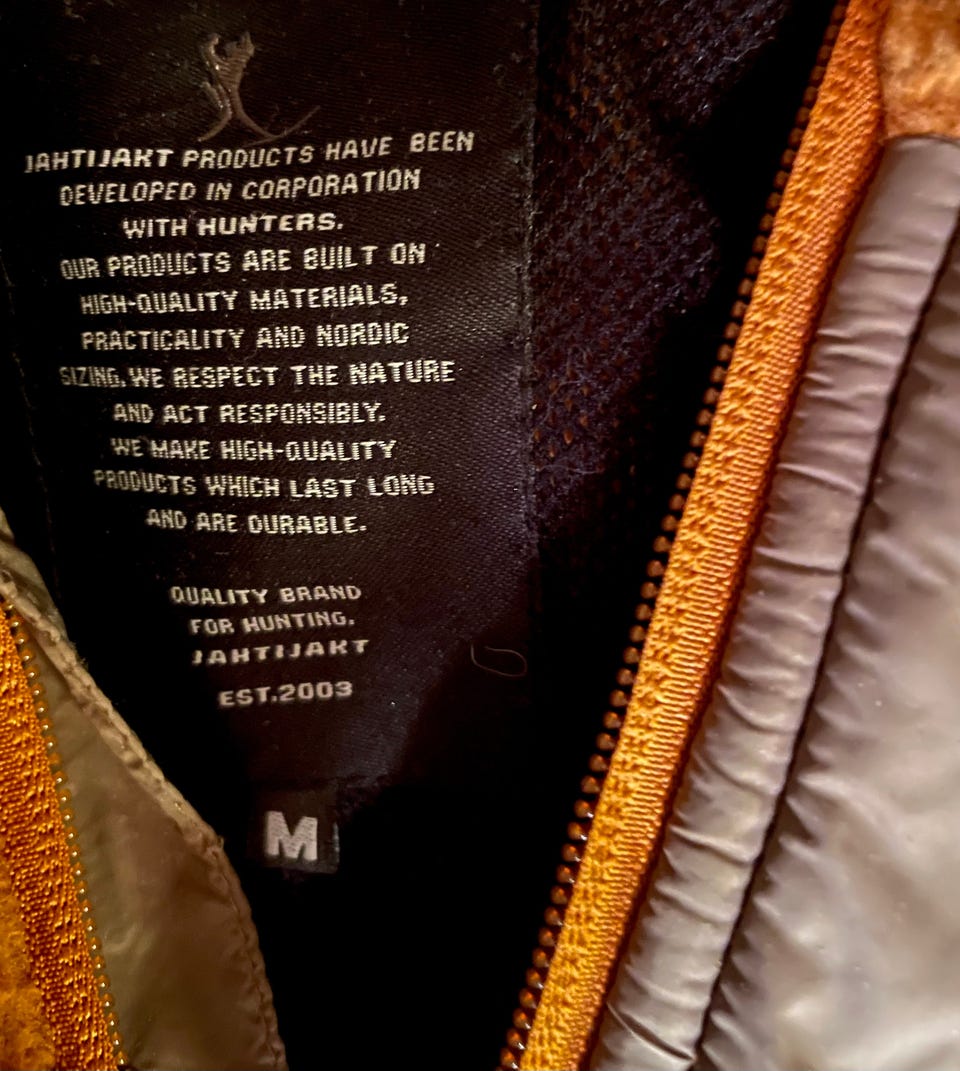 JAHTIJAKT PRODUCTS HAVE BEEN
DEVELOPED IN CORPORATION
WITH HUNTERS.
OUR PRODUCTS ARE BUILT ON
HIGH-QUALITY MATERIALS,
PRACTICALITY AND NORDIC
SIZING. WE RESPECT THE NATURE
AND ACT RESPONSIBLY.
WE MAKE HIGH-QUALITY
PRODUCTS WHICH LAST LONG
AND ARE DURABLE.
QUALITY BRAND
FOR HUNTING.
JAHTIJAKT
EST.2003
M